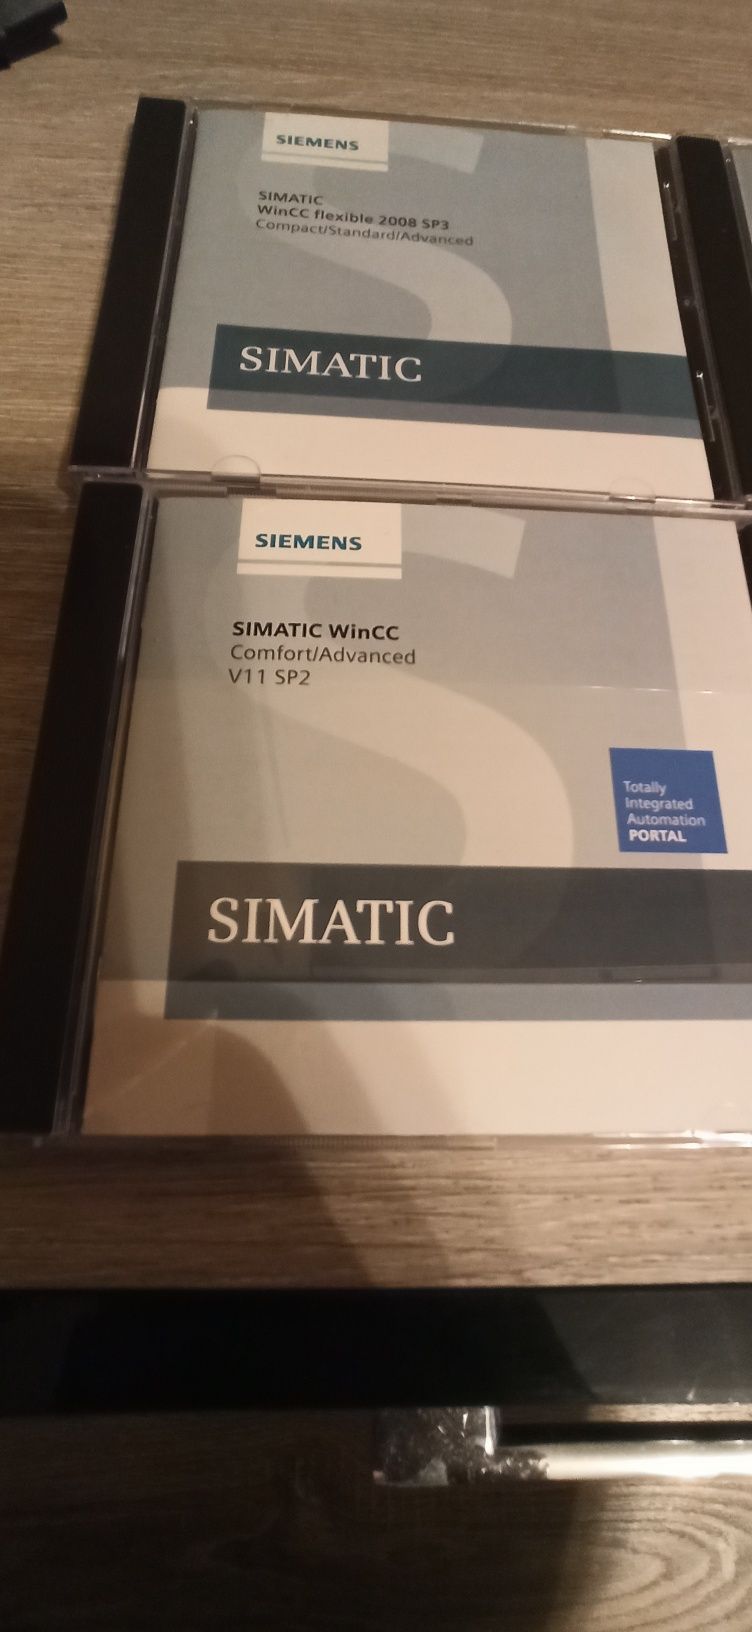 SIEMENS
SIMATIC
WinCC flexible 2008 SP3
Compact/Standard/Advanced
SIMATIC
SIEMENS
SIMATIC WinCC
Comfort/Advanced
V11 SP2
Totally
Integrated
Automation
PORTAL
SIMATIC